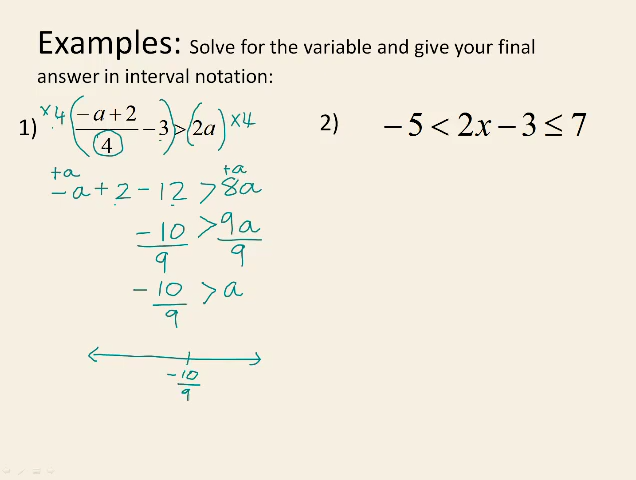 Examples: Solve for the variable and give your final
answer in interval notation:
1) ×4((-a+2)/4 - 3) > (2a)×4
+a +a
-a+2-12 > 8a
-10/9 > 9a/9
-10/9 > a
-10/9
2) -5 < 2x - 3 ≤ 7